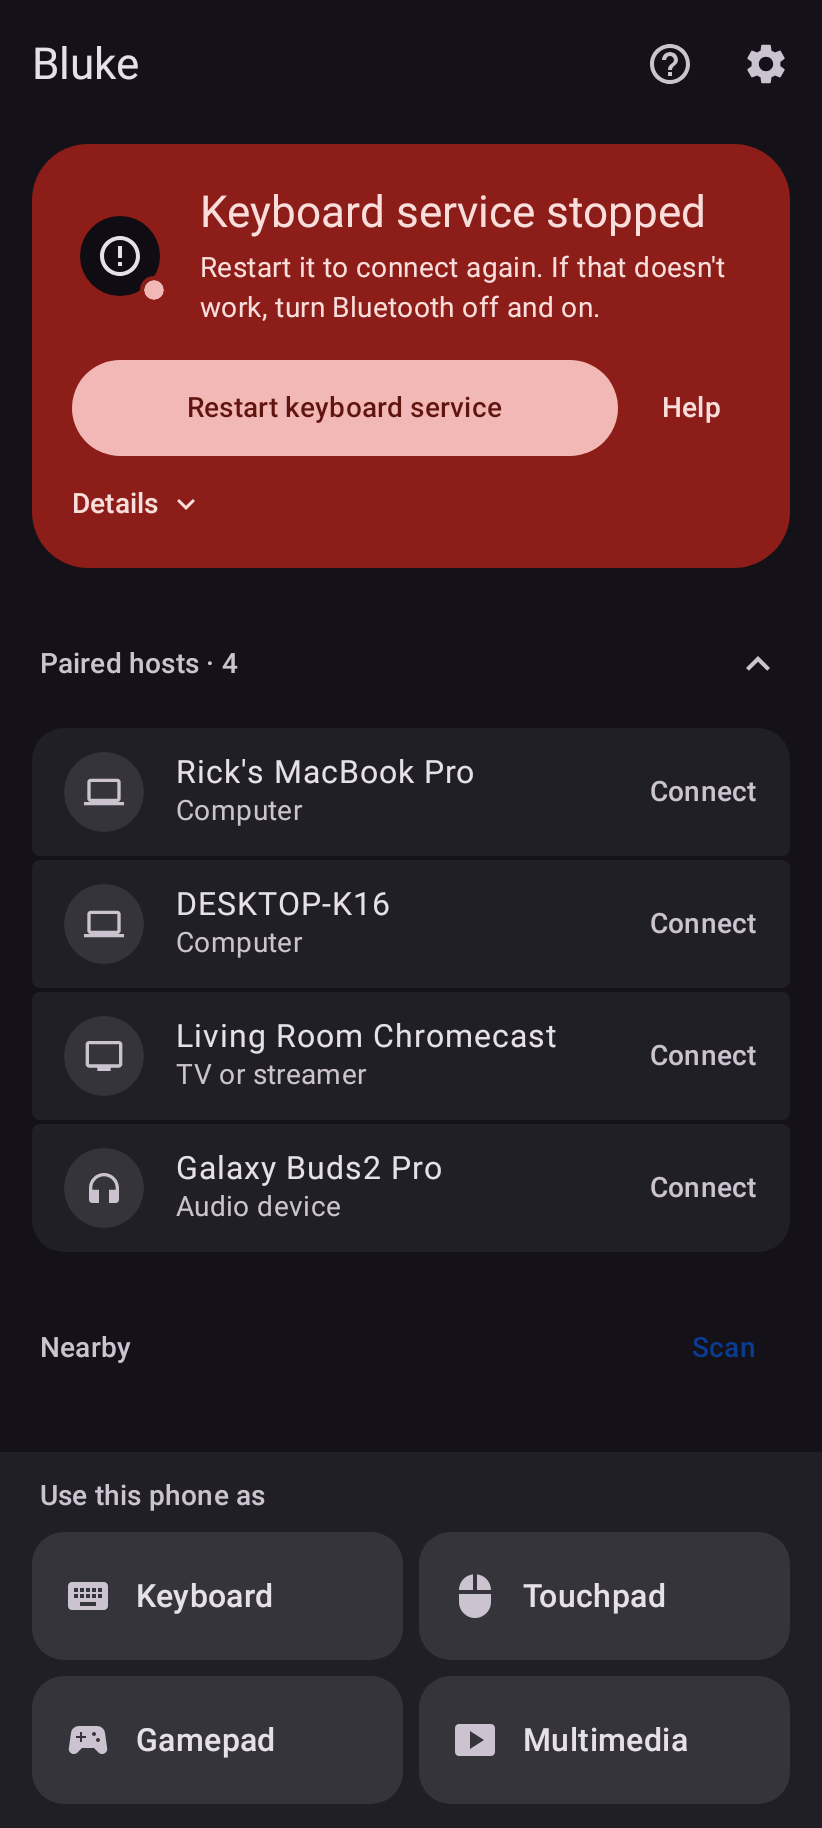 Bluke
Keyboard service stopped
Restart it to connect again. If that doesn't
work, turn Bluetooth off and on.
Restart keyboard service
Help
Details
Paired hosts · 4
Rick's MacBook Pro
Computer
Connect
DESKTOP-K16
Computer
Connect
Living Room Chromecast
TV or streamer
Connect
Galaxy Buds2 Pro
Audio device
Connect
Nearby
Scan
Use this phone as
Keyboard
Touchpad
Gamepad
Multimedia